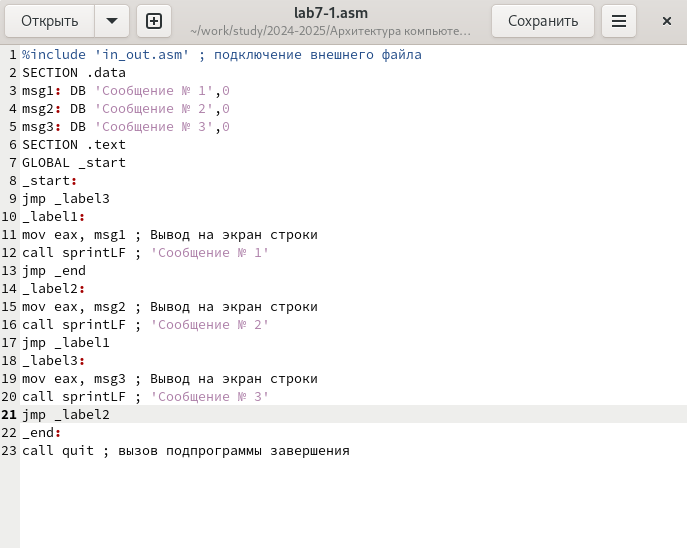 Открыть
lab7-1.asm
~/work/study/2024-2025/Архитектура компьюте...
Сохранить
1 %include 'in_out.asm' ; подключение внешнего файла
2 SECTION .data
3 msg1: DB 'Сообщение № 1',0
4 msg2: DB 'Сообщение № 2',0
5 msg3: DB 'Сообщение № 3',0
6 SECTION .text
7 GLOBAL _start
8 _start:
9 jmp _label3
10 _label1:
11 mov eax, msg1 ; Вывод на экран строки
12 call sprintLF ; 'Сообщение № 1'
13 jmp _end
14 _label2:
15 mov eax, msg2 ; Вывод на экран строки
16 call sprintLF ; 'Сообщение № 2'
17 jmp _label1
18 _label3:
19 mov eax, msg3 ; Вывод на экран строки
20 call sprintLF ; 'Сообщение № 3'
21 jmp _label2
22 _end:
23 call quit ; вызов подпрограммы завершения